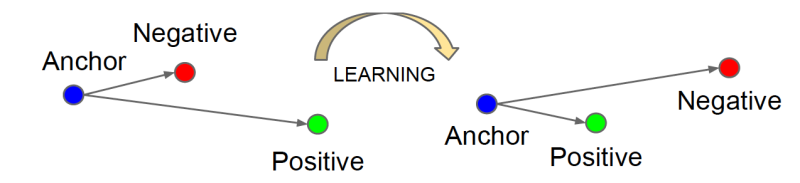 Negative
Anchor
Positive
LEARNING
Negative
Anchor
Positive